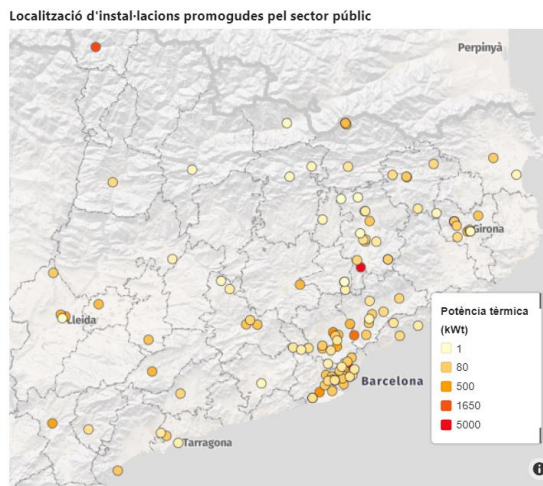 Localització d'instal·lacions promogudes pel sector públic
Perpinyà
Girona
Lleida
Barcelona
Tarragona
Potència tèrmica
(kWt)
1
80
500
1650
5000